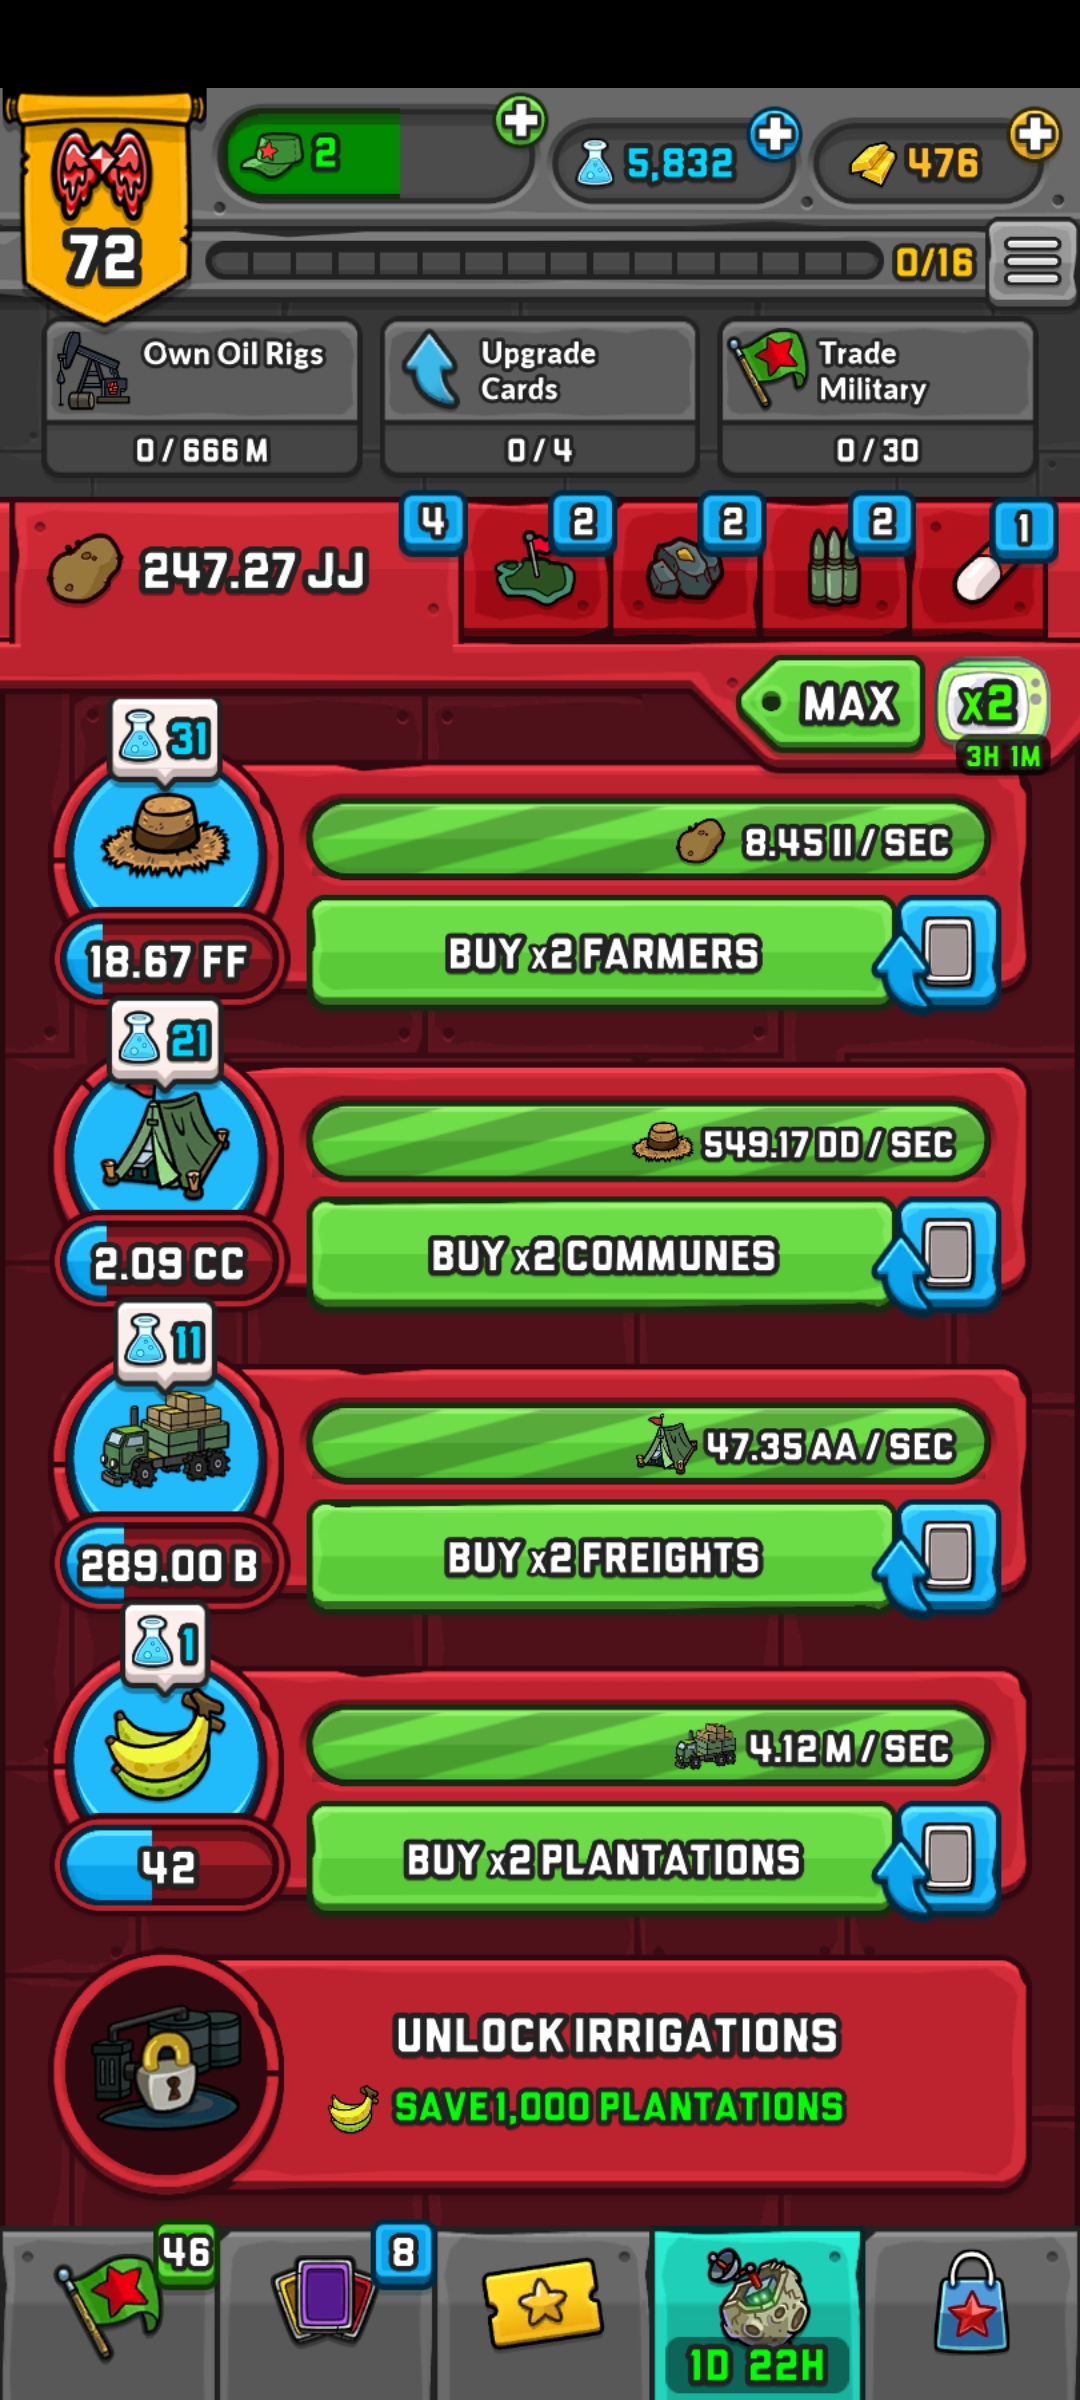 72
2
5,832
476
0/16
Own Oil Rigs
0/666 M
Upgrade
Cards
0/4
Trade
Military
0/30
247.27 JJ
4
2
2
2
1
MAX
x2
3H 1M
31
8.45 II/SEC
18.67 FF
BUY x2 FARMERS
21
549.17 DD/SEC
2.09 CC
BUY x2 COMMUNES
11
47.35 AA/SEC
289.00 B
BUY x2 FREIGHTS
1
4.12 M/SEC
42
BUY x2 PLANTATIONS
UNLOCK IRRIGATIONS
SAVE 1,000 PLANTATIONS
46
8
1D 22H